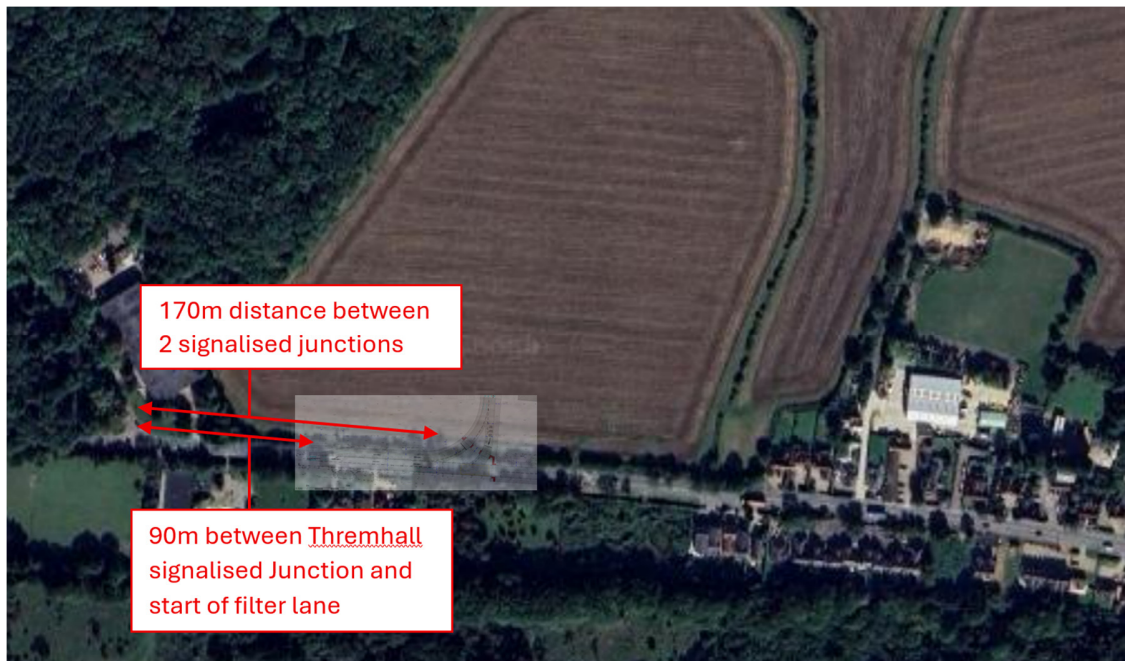 170m distance between
2 signalised junctions
90m between Thremhall
signalised Junction and
start of filter lane